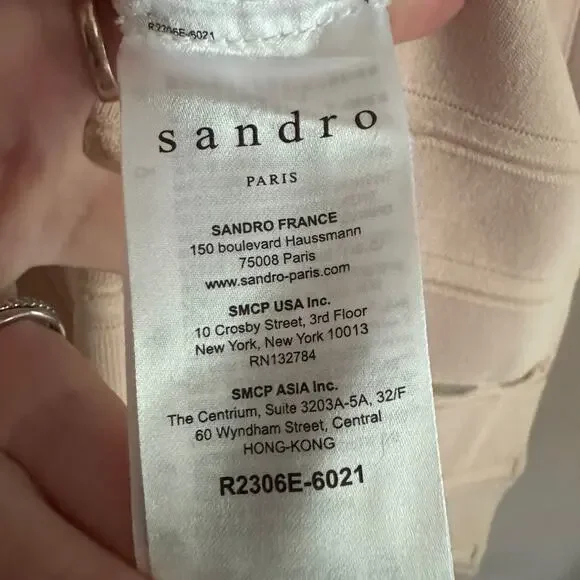 R2306E-6021
sandro
PARIS
SANDRO FRANCE
150 boulevard Haussmann
75008 Paris
www.sandro-paris.com
SMCP USA Inc.
10 Crosby Street, 3rd Floor
New York, New York 10013
RN132784
SMCP ASIA Inc.
The Centrium, Suite 3203A-5A, 32/F
60 Wyndham Street, Central
HONG-KONG
R2306E-6021